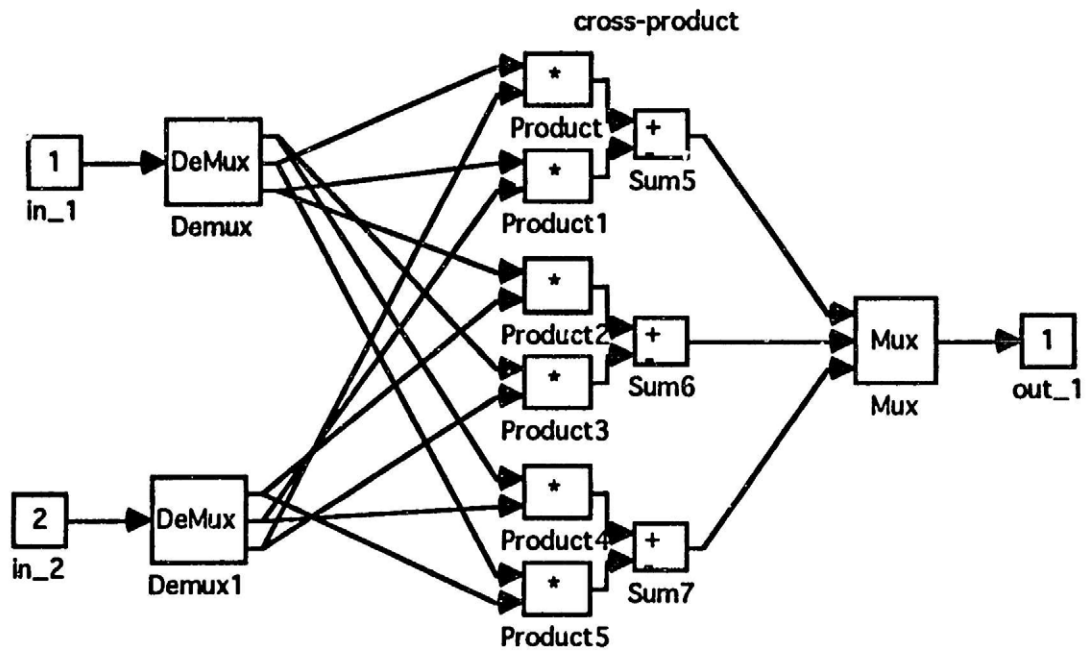 cross-product
*
Product
1
in_1
DeMux
Demux
+
-
Sum5
*
Product1
*
Product2
+
-
Sum6
*
Product3
Mux
Mux
1
out_1
2
in_2
DeMux
Demux1
*
Product4
+
-
Sum7
*
Product5